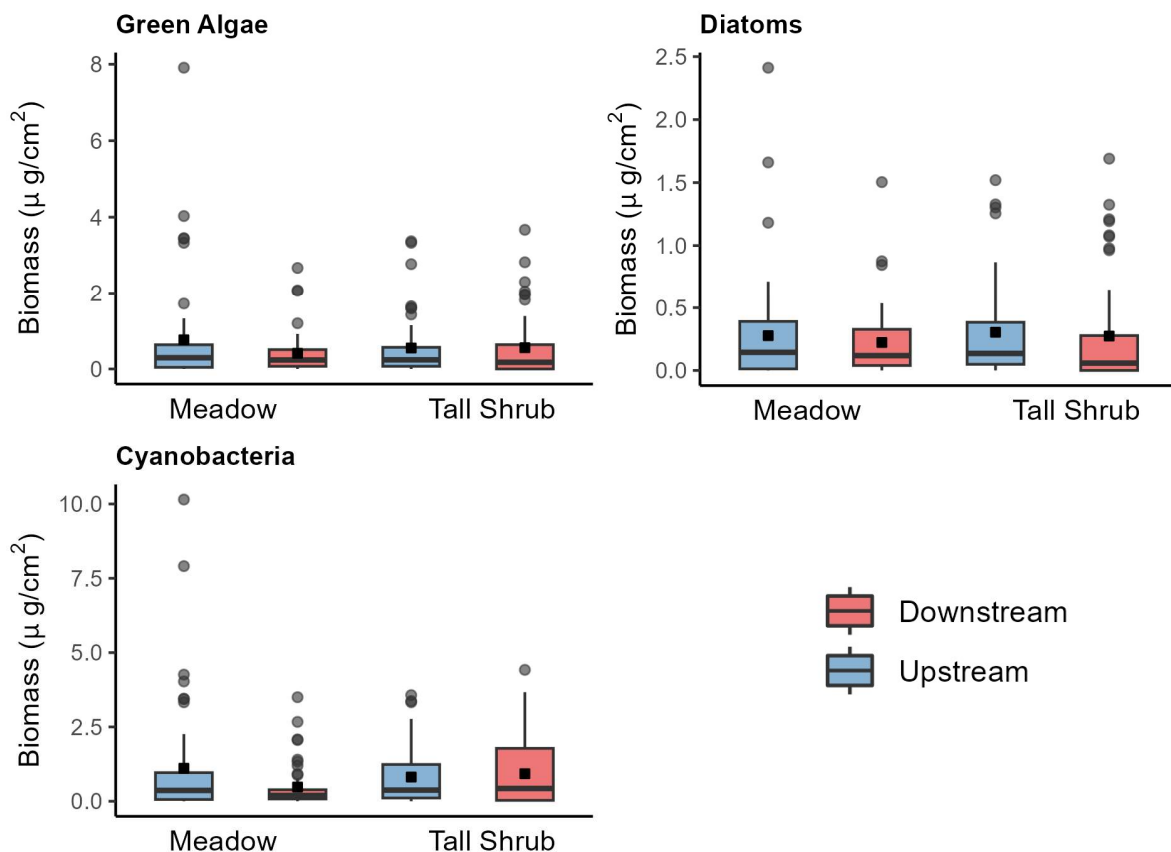 Green Algae
Biomass (μ g/cm²)
8
6
4
2
0
Meadow
Tall Shrub
Diatoms
Biomass (μ g/cm²)
2.5
2.0
1.5
1.0
0.5
0.0
Meadow
Tall Shrub
Cyanobacteria
Biomass (μ g/cm²)
10.0
7.5
5.0
2.5
0.0
Meadow
Tall Shrub
Downstream
Upstream